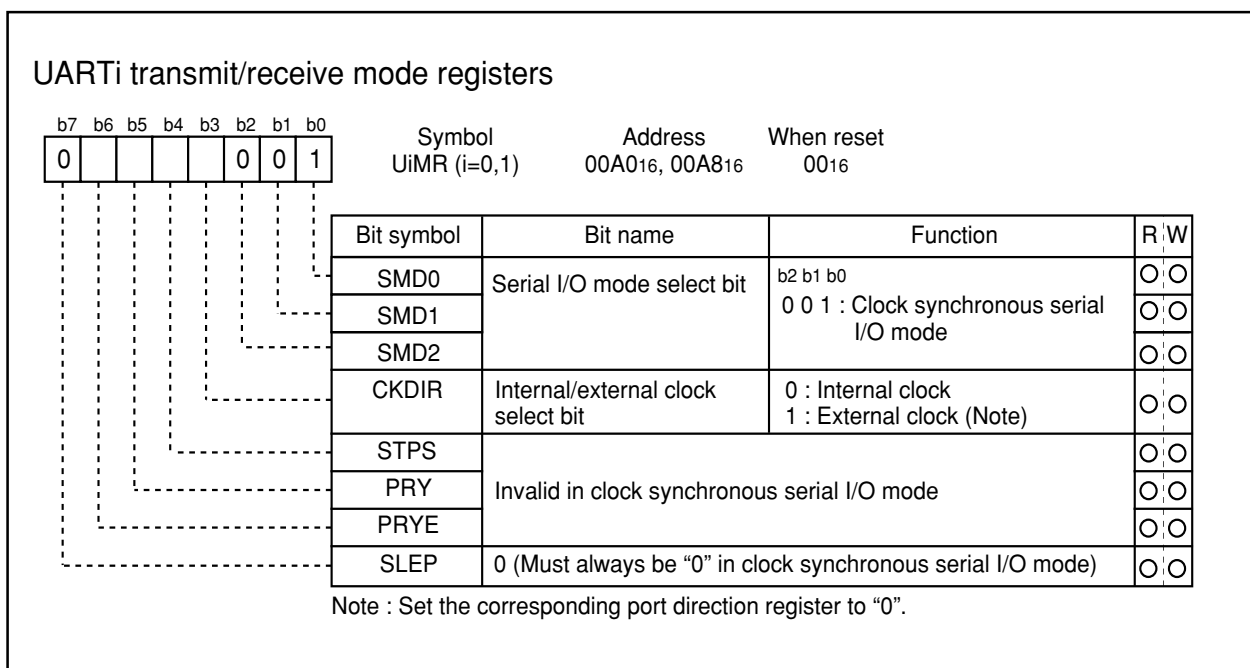 UARTi transmit/receive mode registers
b7 b6 b5 b4 b3 b2 b1 b0
0 0 0 1
Symbol Address When reset
UiMR (i=0,1) 00A016, 00A816 0016
Bit symbol Bit name Function R W
SMD0 Serial I/O mode select bit b2 b1 b0
SMD1 0 0 1 : Clock synchronous serial
I/O mode
SMD2
CKDIR Internal/external clock 0 : Internal clock
select bit 1 : External clock (Note)
STPS
PRY Invalid in clock synchronous serial I/O mode
PRYE
SLEP 0 (Must always be “0” in clock synchronous serial I/O mode)
Note : Set the corresponding port direction register to “0”.